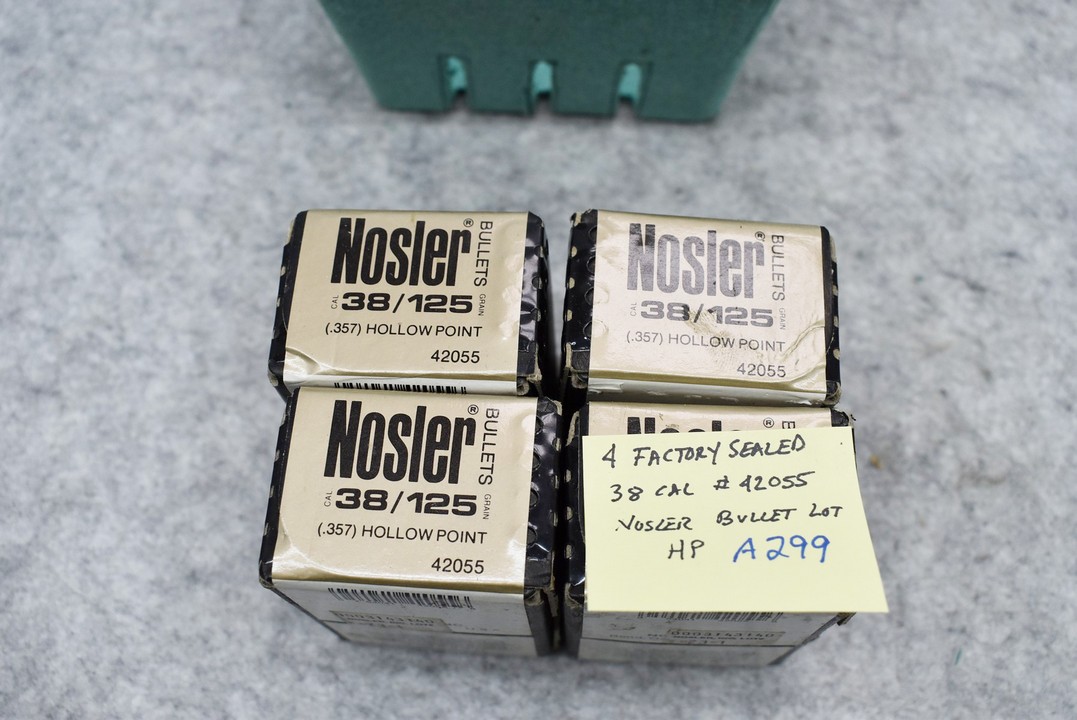 Nosler®
BULLETS
CAL 38/125 GRAIN
(.357) HOLLOW POINT
42055
Nosler®
BULLETS
CAL 38/125 GRAIN
(.357) HOLLOW POINT
42055
Nosler®
BULLETS
CAL 38/125 GRAIN
(.357) HOLLOW POINT
42055
Nosler®
4 FACTORY SEALED
38 CAL # 42055
NOSLER BULLET LOT
HP A299